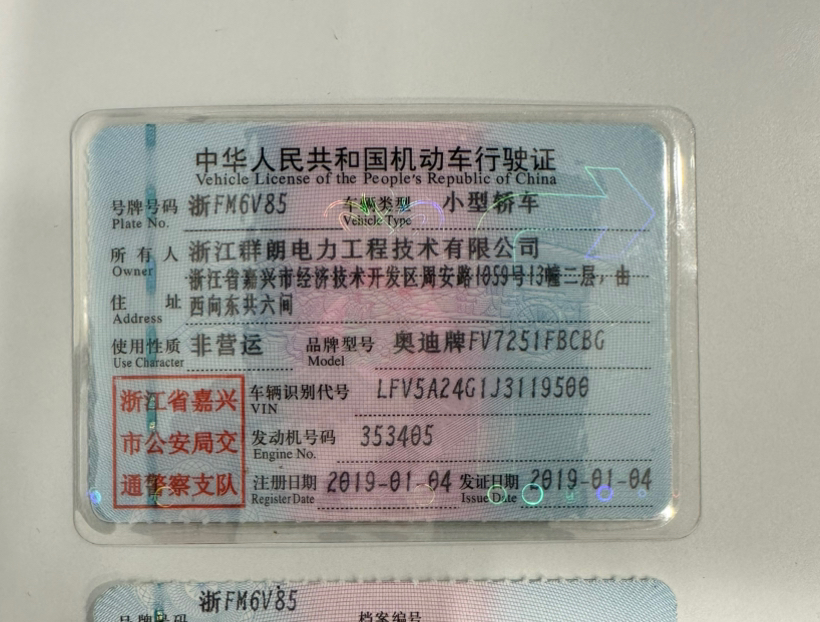 中华人民共和国机动车行驶证
Vehicle License of the People's Republic of China
号牌号码 浙FM6V85 车辆类型 小型轿车
Plate No. Vehicle Type
所有人 浙江群朗电力工程技术有限公司
Owner
浙江省嘉兴市经济技术开发区周安路1059号13幢二层,由
住址 西向东共六间
Address
使用性质 非营运 品牌型号 奥迪牌FV7251FBCBG
Use Character Model
浙江省嘉兴
市公安局交
通警察支队
车辆识别代号 LFV5A24G1J3119500
VIN
发动机号码 353405
Engine No.
注册日期 2019-01-04 发证日期 2019-01-04
Register Date Issue Date
浙FM6V85
号牌号码 档案编号